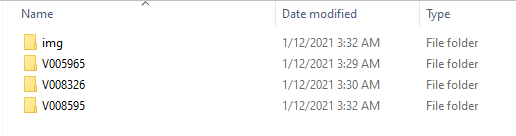 Name Date modified Type
img 1/12/2021 3:32 AM File folder
V005965 1/12/2021 3:29 AM File folder
V008326 1/12/2021 3:30 AM File folder
V008595 1/12/2021 3:32 AM File folder